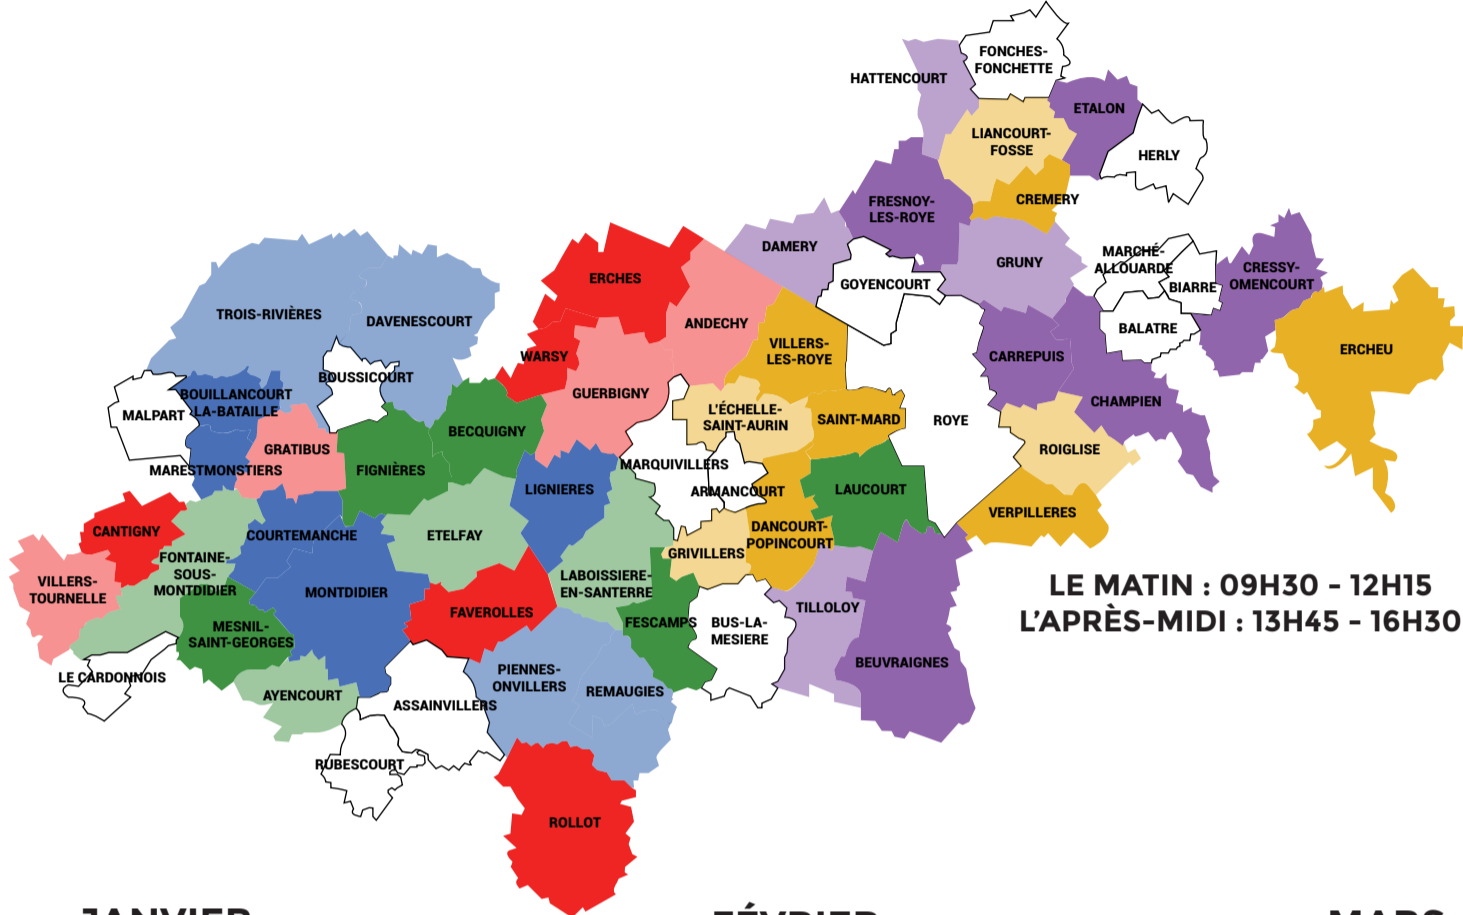 FONCHES-
FONCHETTE
HATTENCOURT
ETALON
LIANCOURT-
FOSSE
HERLY
CREMERY
FRESNOY-
LES-ROYE
DAMERY
GRUNY
MARCHÉ-
ALLOUARDE
CRESSY-
OMENCOURT
ERCHES
GOYENCOURT
BIARRE
TROIS-RIVIÈRES
DAVENESCOURT
ANDECHY
BALATRE
VILLERS-
LES-ROYE
WARSY
CARREPUIS
ERCHEU
BOUSSICOURT
GUERBIGNY
BOUILLANCOURT
LA-BATAILLE
CHAMPIEN
MALPART
L'ÉCHELLE-
SAINT-AURIN
SAINT-MARD
ROYE
BECQUIGNY
GRATIBUS
ROIGLISE
MARESTMONSTIERS
FIGNIÈRES
MARQUIVILLERS
LIGNIERES
ARMANCOURT
LAUCOURT
VERPILLERES
CANTIGNY
COURTEMANCHE
ETELFAY
DANCOURT-
POPINCOURT
GRIVILLERS
FONTAINE-
SOUS-
MONTDIDIER
VILLERS-
TOURNELLE
MONTDIDIER
LABOISSIERE-
EN-SANTERRE
LE MATIN : 09H30 - 12H15
L'APRÈS-MIDI : 13H45 - 16H30
FAVEROLLES
TILLOLOY
MESNIL-
SAINT-GEORGES
FESCAMPS
BUS-LA-
MESIERE
BEUVRAIGNES
LE CARDONNOIS
PIENNES-
ONVILLERS
AYENCOURT
REMAUGIES
ASSAINVILLERS
RUBESCOURT
ROLLOT
JANVIER
FÉVRIER
MARS